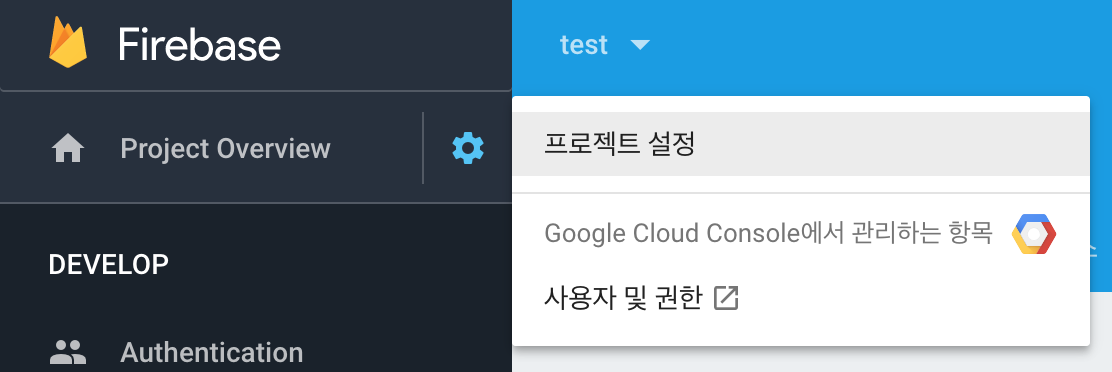 Firebase
test
Project Overview
프로젝트 설정
Google Cloud Console에서 관리하는 항목
DEVELOP
사용자 및 권한
Authentication